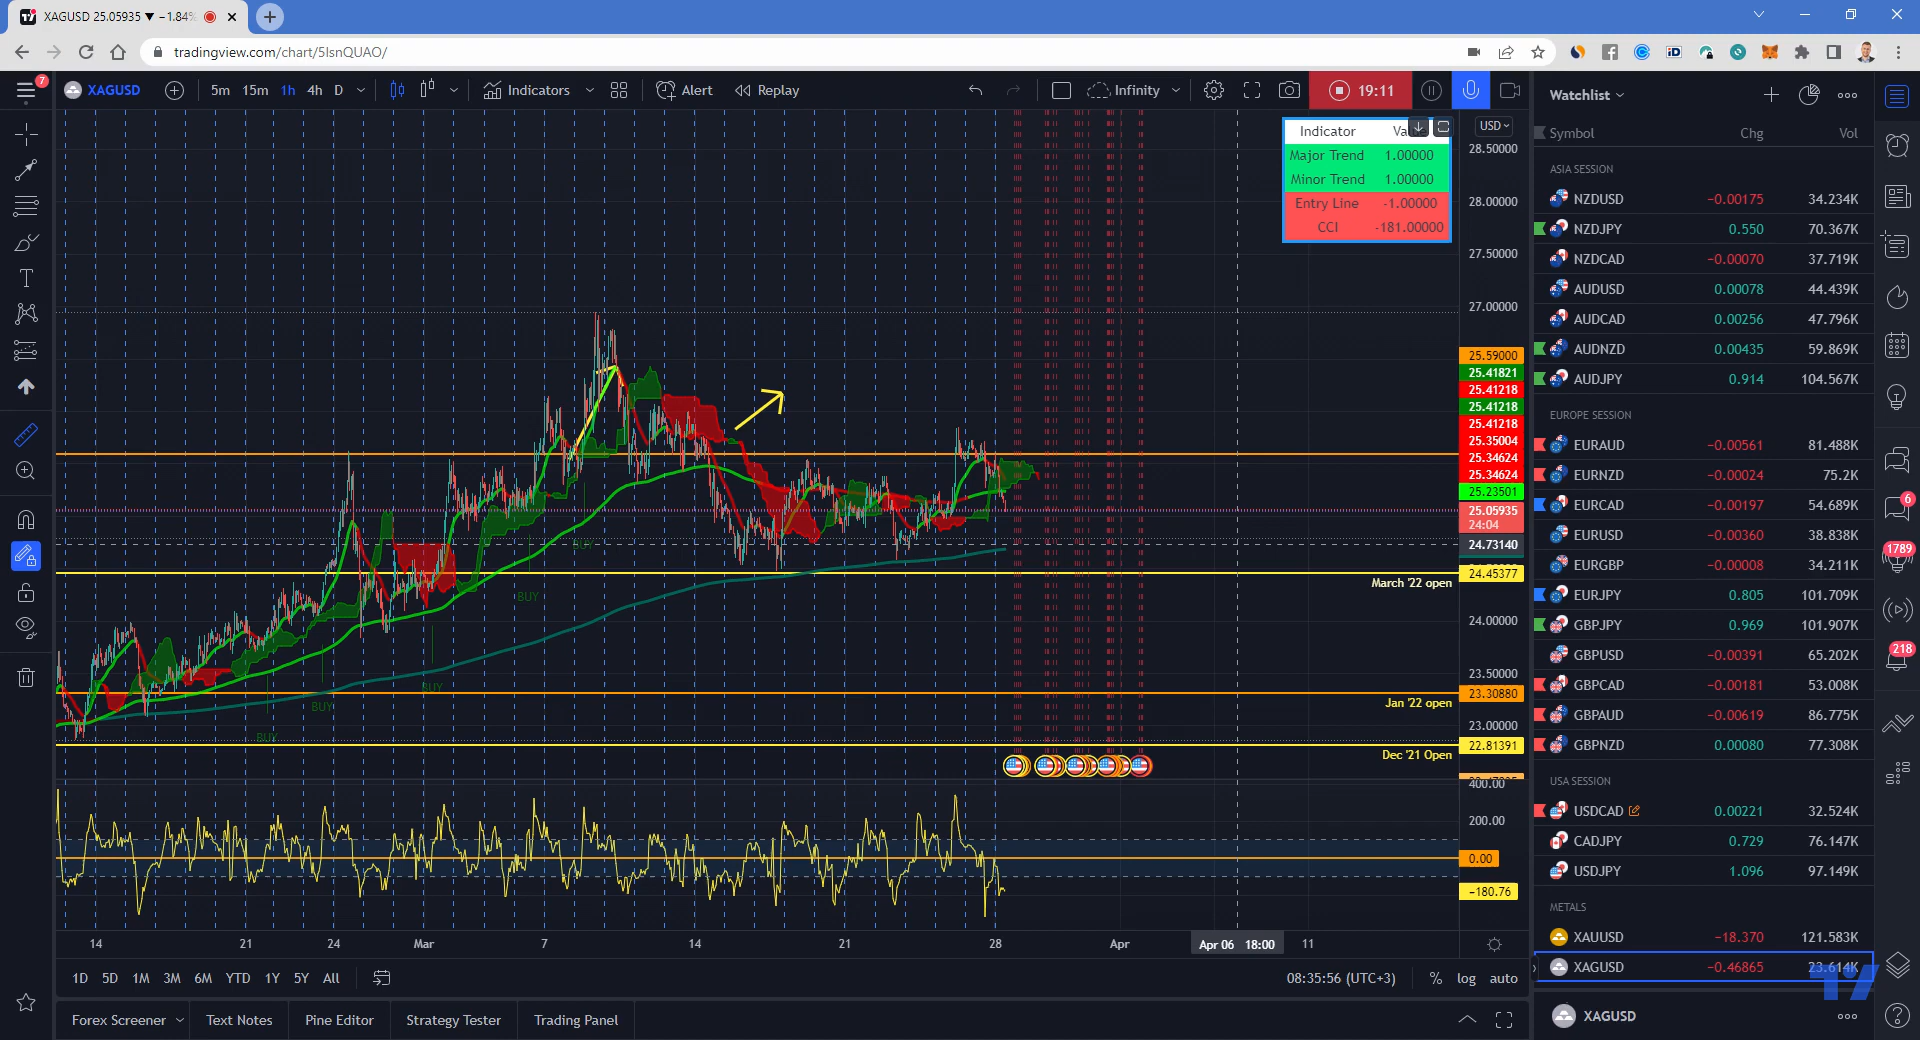 XAGUSD 25.05935 ▼ −1.84%
tradingview.com/chart/5IsnQUAO/
7
XAGUSD 5m 15m 1h 4h D Indicators Alert Replay Infinity 19:11
Watchlist
Symbol Chg Vol
Indicator
Major Trend 1.00000
Minor Trend 1.00000
Entry Line -1.00000
CCI -181.00000
USD
28.50000
28.00000
27.50000
27.00000
25.59000
25.41821
25.41218
25.41218
25.41218
25.35004
25.34624
25.34624
25.23501
25.05935
24:04
24.73140
24.45377
March '22 open
24.00000
23.50000
23.30880
Jan '22 open
23.00000
22.81391
Dec '21 Open
BUY
BUY
BUY
BUY
BUY
400.00
200.00
0.00
−180.76
14 21 24 Mar 7 14 21 28 Apr Apr 06 18:00 11
1D 5D 1M 3M 6M YTD 1Y 5Y All
08:35:56 (UTC+3) % log auto
Forex Screener Text Notes Pine Editor Strategy Tester Trading Panel
ASIA SESSION
NZDUSD −0.00175 34.234K
NZDJPY 0.550 70.367K
NZDCAD −0.00070 37.719K
AUDUSD 0.00078 44.439K
AUDCAD 0.00256 47.796K
AUDNZD 0.00435 59.869K
AUDJPY 0.914 104.567K
EUROPE SESSION
EURAUD −0.00561 81.488K
EURNZD −0.00024 75.2K
EURCAD −0.00197 54.689K
EURUSD −0.00360 38.838K
EURGBP −0.00008 34.211K
EURJPY 0.805 101.709K
GBPJPY 0.969 101.907K
GBPUSD −0.00391 65.202K
GBPCAD −0.00181 53.008K
GBPAUD −0.00619 86.775K
GBPNZD 0.00080 77.308K
USA SESSION
USDCAD 0.00221 32.524K
CADJPY 0.729 76.147K
USDJPY 1.096 97.149K
METALS
XAUUSD −18.370 121.583K
XAGUSD −0.46865 23.614K
XAGUSD
6
1789
218